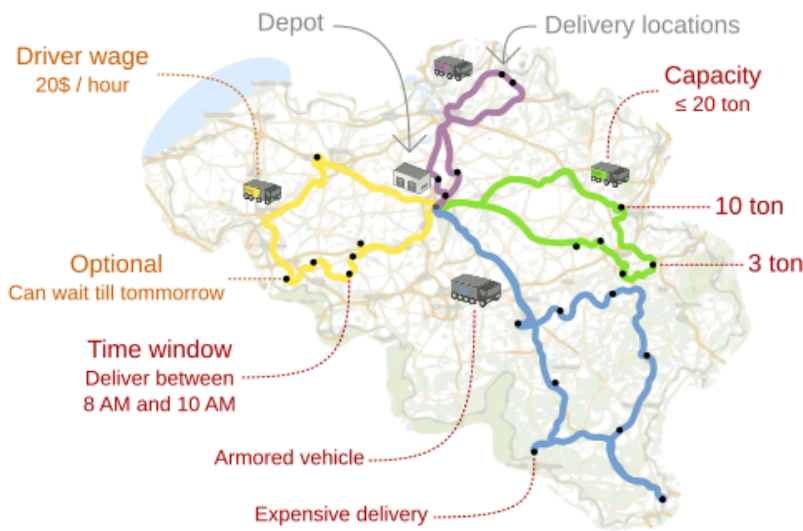 Depot
Delivery locations
Driver wage
20$ / hour
Capacity
≤ 20 ton
10 ton
3 ton
Optional
Can wait till tommorrow
Time window
Deliver between
8 AM and 10 AM
Armored vehicle
Expensive delivery